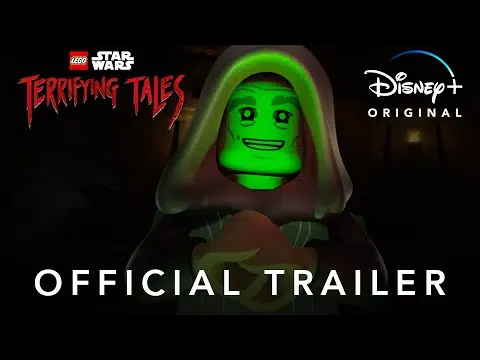 LEGO STAR WARS
TERRIFYING TALES
Disney+
ORIGINAL
OFFICIAL TRAILER